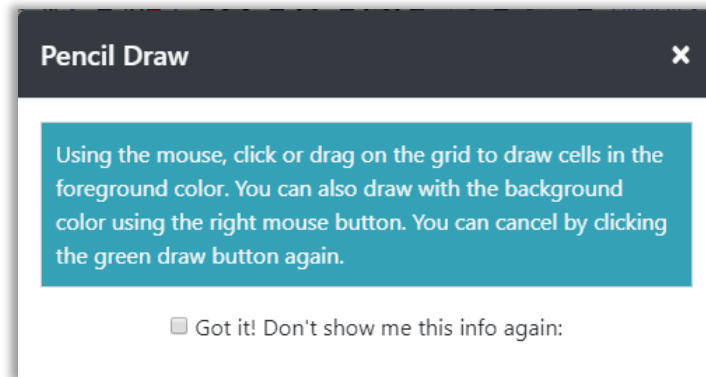 Pencil Draw
Using the mouse, click or drag on the grid to draw cells in the
foreground color. You can also draw with the background
color using the right mouse button. You can cancel by clicking
the green draw button again.
Got it! Don't show me this info again: